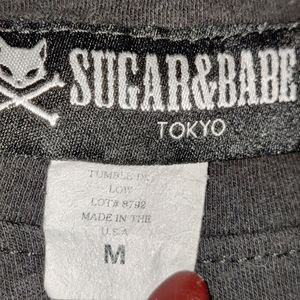 SUGAR&BABE
TOKYO
TUMBLE DRY
LOW
LOT# 8792
MADE IN THE
U.S.A
M